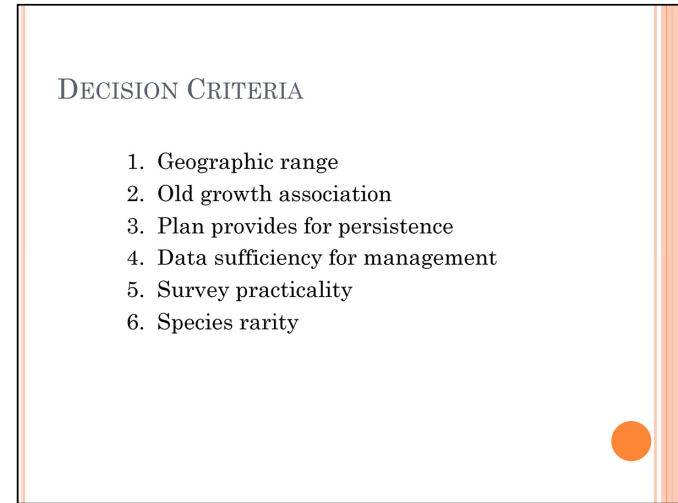 Decision Criteria
1. Geographic range
2. Old growth association
3. Plan provides for persistence
4. Data sufficiency for management
5. Survey practicality
6. Species rarity